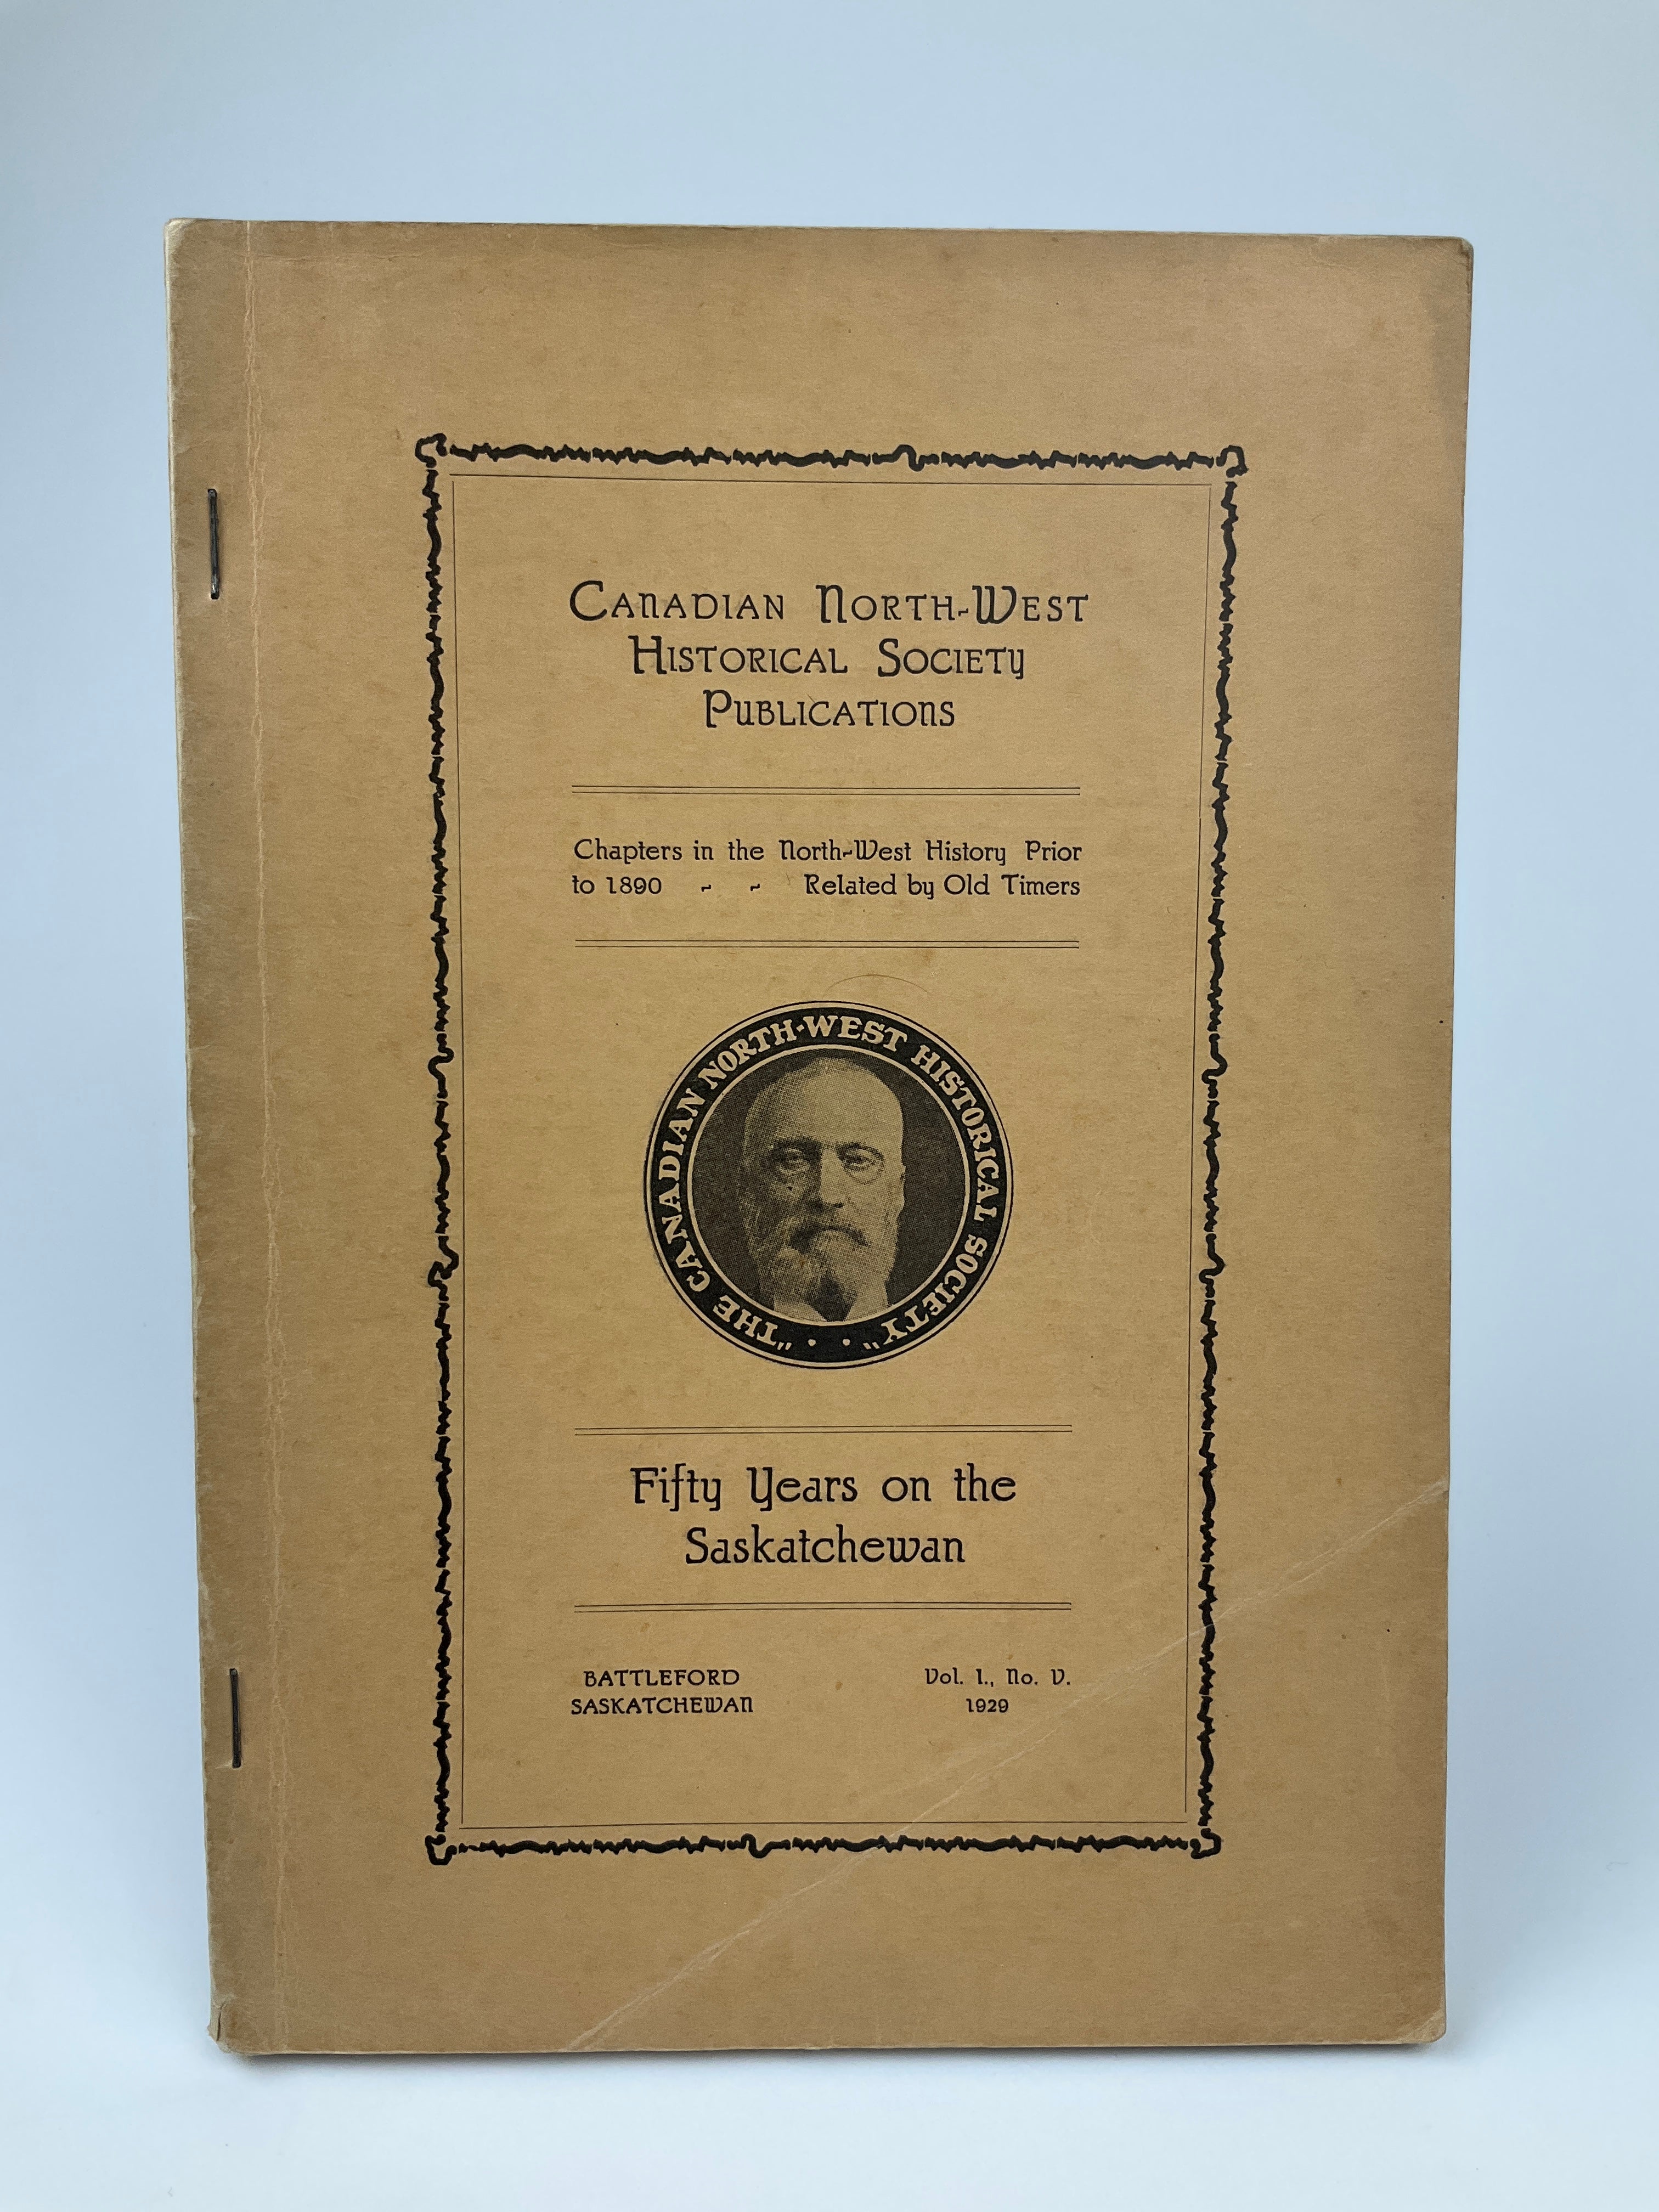 Canadian North-West
Historical Society
Publications
Chapters in the North-West History Prior
to 1890 - - Related by Old Timers
"THE CANADIAN NORTH-WEST HISTORICAL SOCIETY"
Fifty Years on the
Saskatchewan
BATTLEFORD
SASKATCHEWAN
Vol. I., No. V.
1929